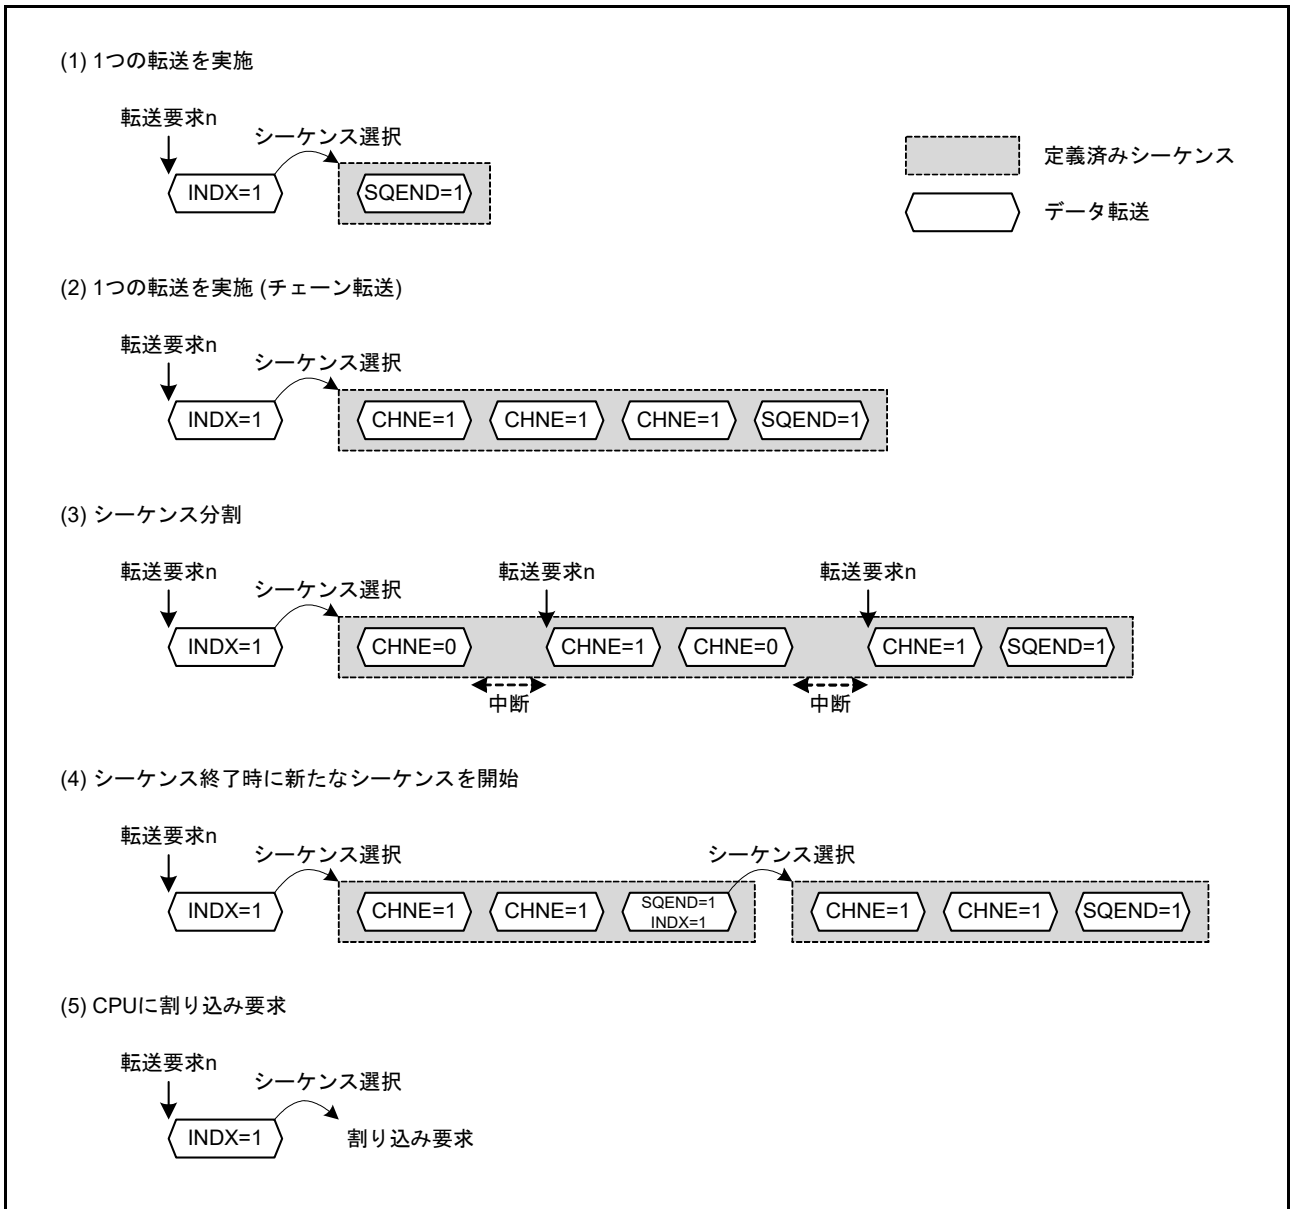 (1) 1つの転送を実施
転送要求n
シーケンス選択
INDX=1
SQEND=1
定義済みシーケンス
データ転送
(2) 1つの転送を実施 (チェーン転送)
転送要求n
シーケンス選択
INDX=1
CHNE=1
CHNE=1
CHNE=1
SQEND=1
(3) シーケンス分割
転送要求n
シーケンス選択
転送要求n
転送要求n
INDX=1
CHNE=0
CHNE=1
CHNE=0
CHNE=1
SQEND=1
中断
中断
(4) シーケンス終了時に新たなシーケンスを開始
転送要求n
シーケンス選択
シーケンス選択
INDX=1
CHNE=1
CHNE=1
SQEND=1
INDX=1
CHNE=1
CHNE=1
SQEND=1
(5) CPUに割り込み要求
転送要求n
シーケンス選択
INDX=1
割り込み要求